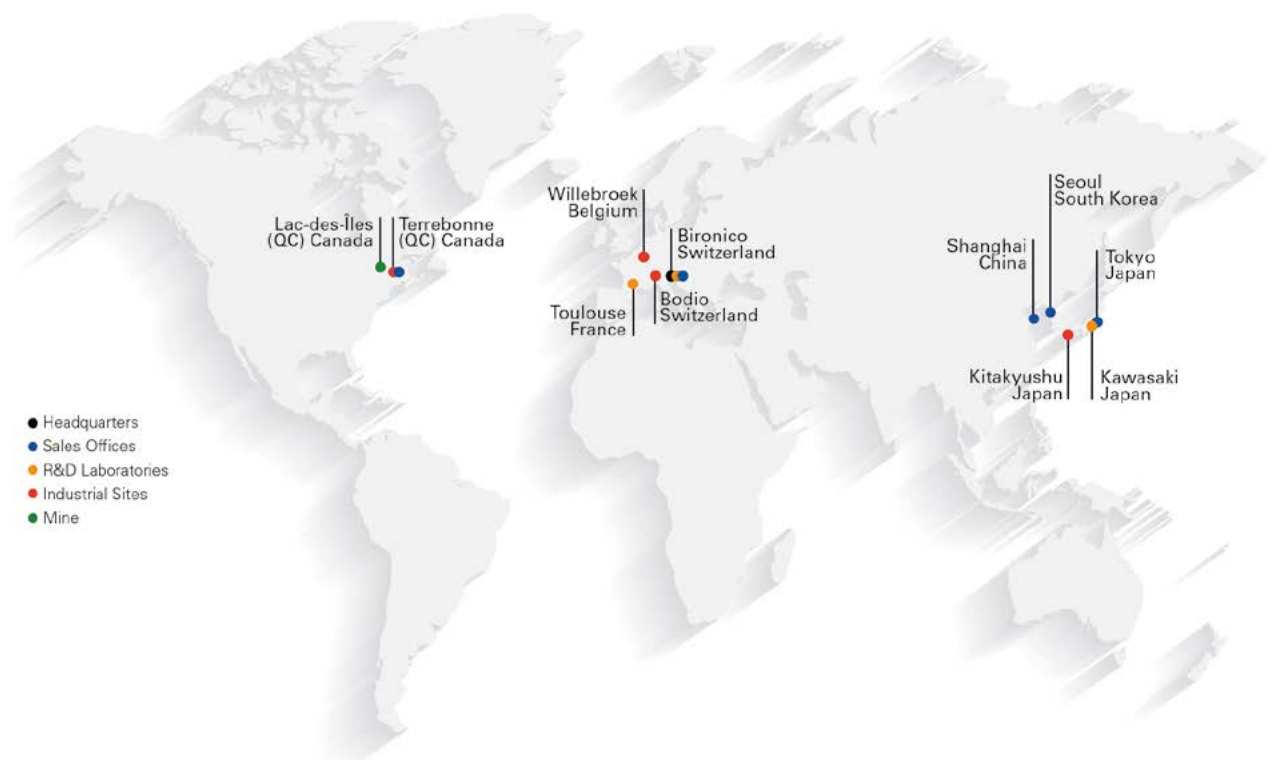 Lac-des-Îles
(QC) Canada
Terrebonne
(QC) Canada
Willebroek
Belgium
Bironico
Switzerland
Toulouse
France
Bodio
Switzerland
Seoul
South Korea
Shanghai
China
Tokyo
Japan
Kitakyushu
Japan
Kawasaki
Japan
Headquarters
Sales Offices
R&D Laboratories
Industrial Sites
Mine